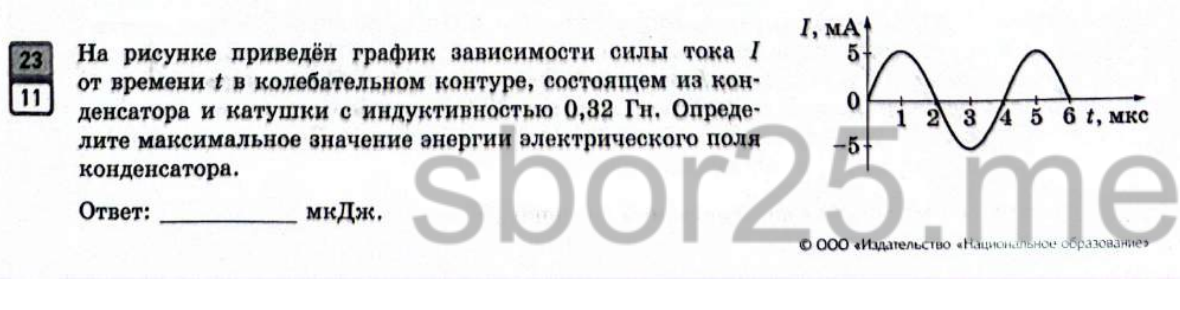 23
11
На рисунке приведён график зависимости силы тока I
от времени t в колебательном контуре, состоящем из кон-
денсатора и катушки с индуктивностью 0,32 Гн. Опреде-
лите максимальное значение энергии электрического поля
конденсатора.
Ответ: __________ мкДж.
I, мА
5
0
-5
1 2 3 4 5 6 t, мкс
sbor25.me
© ООО «Издательство «Национальное образование»